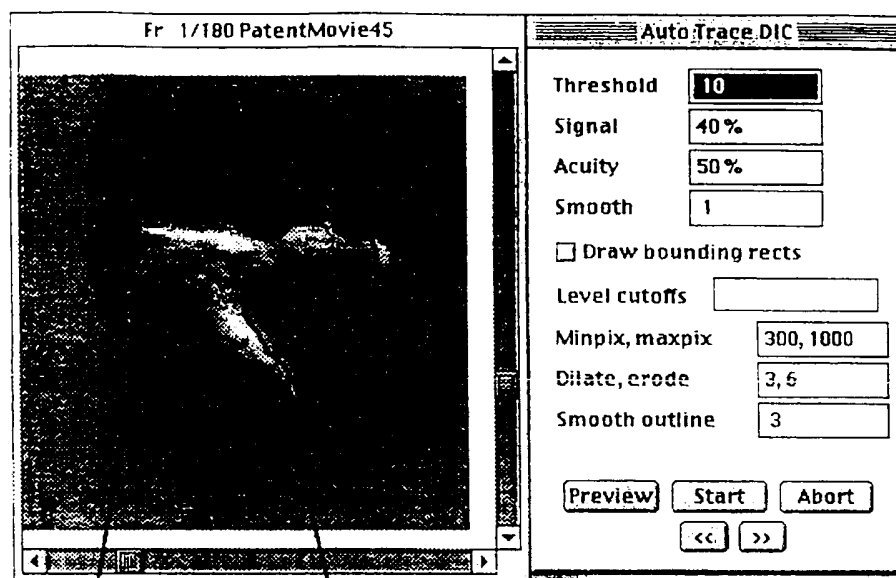 Fr 1/180 PatentMovie45
Auto Trace DIC
Threshold 10
Signal 40%
Acuity 50%
Smooth 1
Draw bounding rects
Level cutoffs
Minpix, maxpix 300, 1000
Dilate, erode 3, 6
Smooth outline 3
Preview Start Abort
<< >>